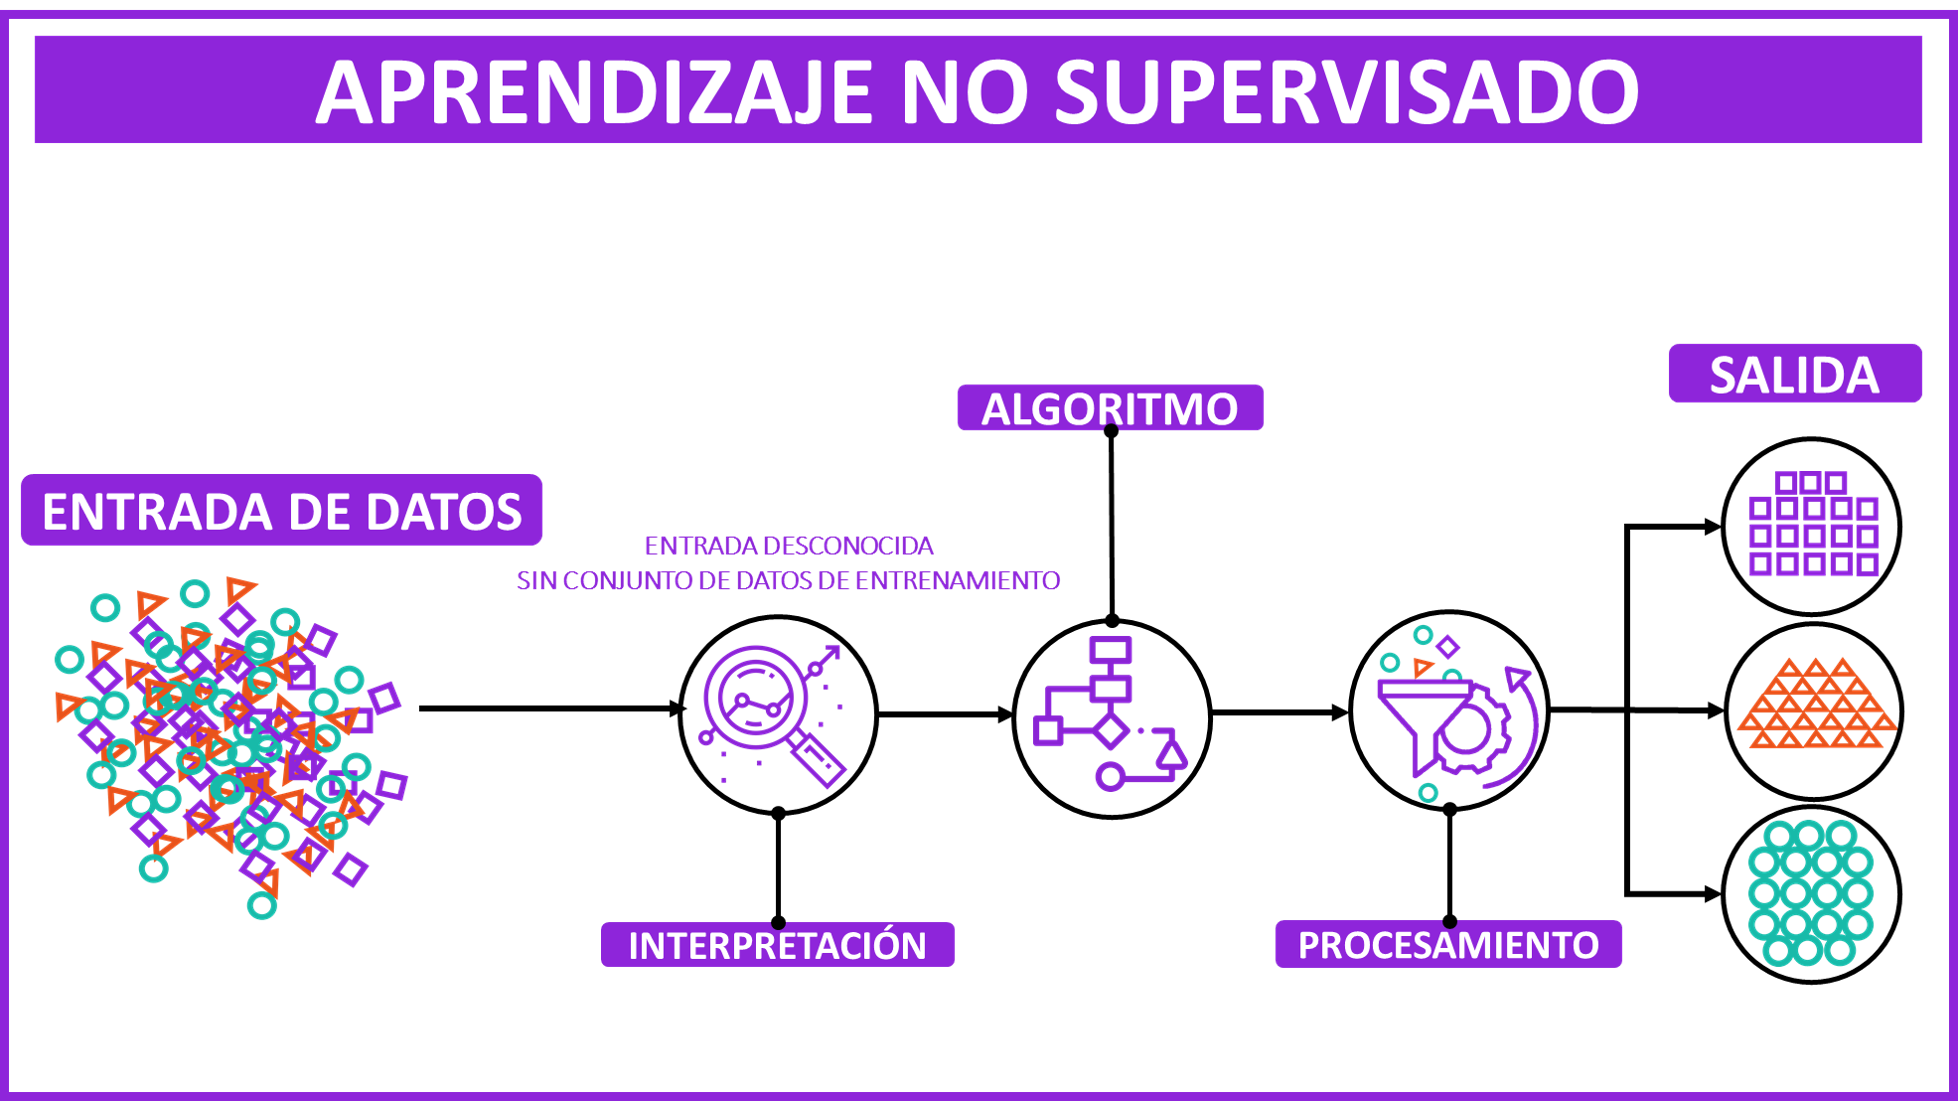 APRENDIZAJE NO SUPERVISADO
ENTRADA DE DATOS
ENTRADA DESCONOCIDA
SIN CONJUNTO DE DATOS DE ENTRENAMIENTO
INTERPRETACIÓN
ALGORITMO
PROCESAMIENTO
SALIDA